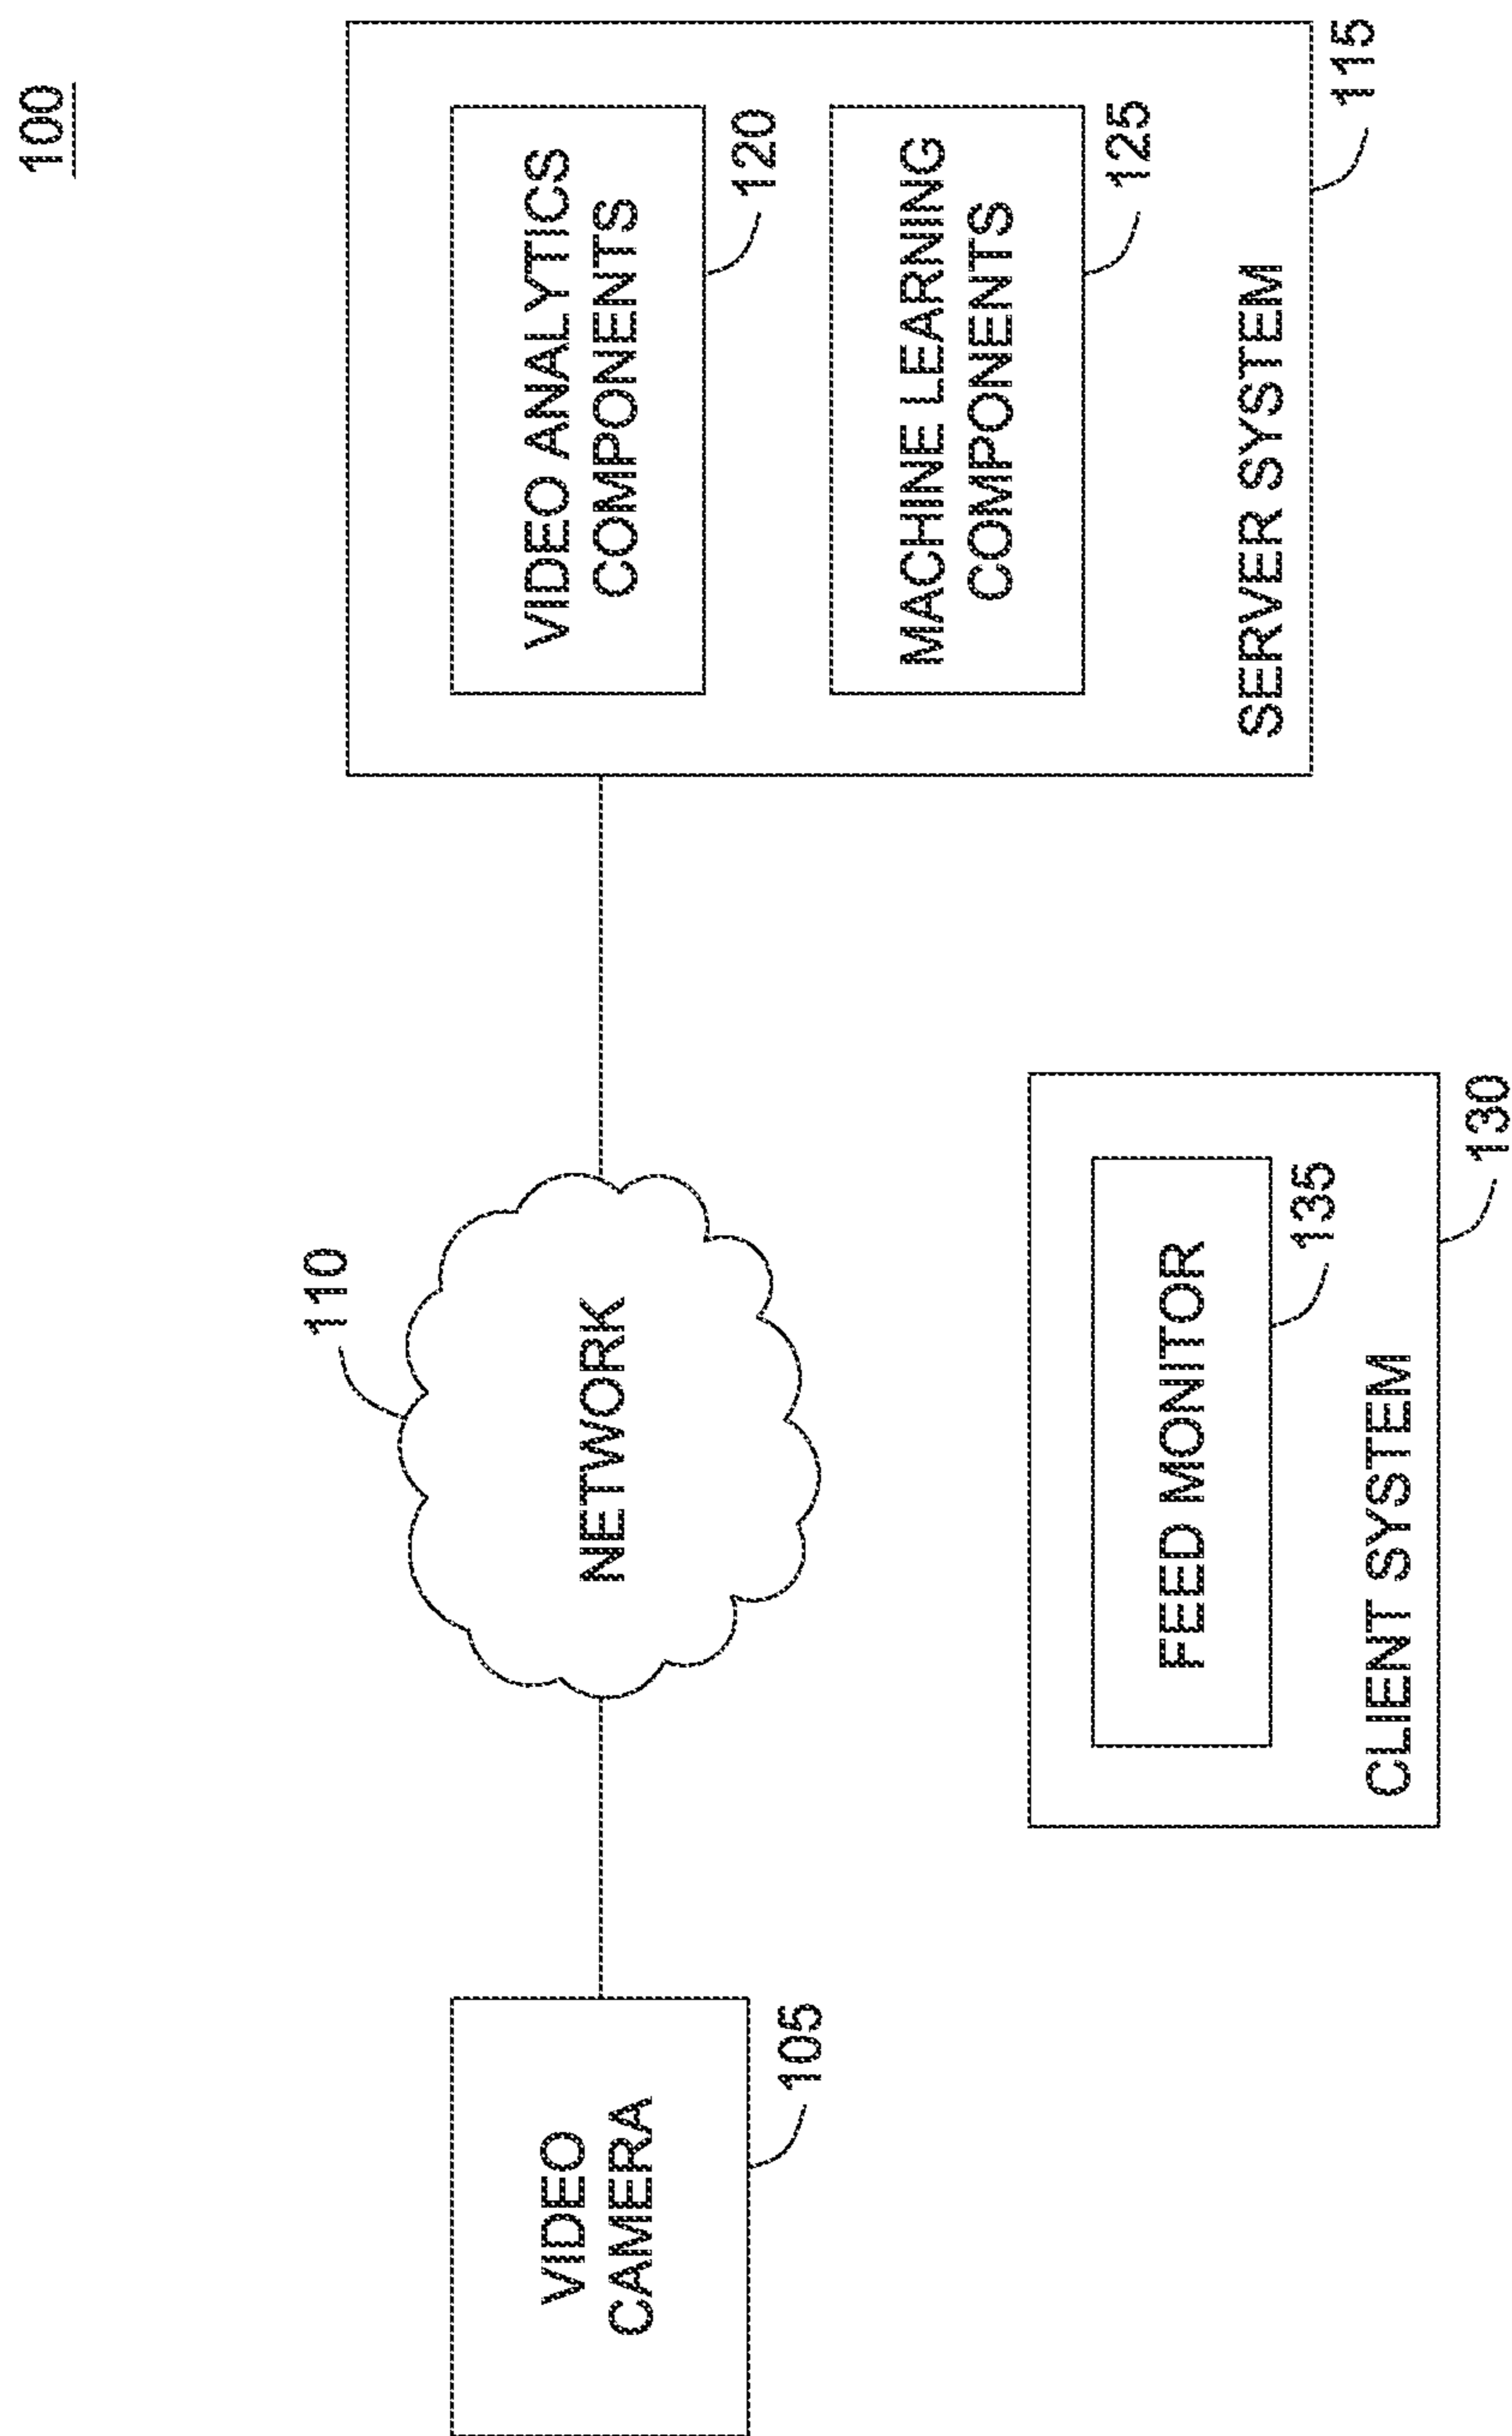 100
110
VIDEO
CAMERA
105
NETWORK
VIDEO ANALYTICS
COMPONENTS
120
MACHINE LEARNING
COMPONENTS
125
SERVER SYSTEM
115
FEED MONITOR
135
CLIENT SYSTEM
130